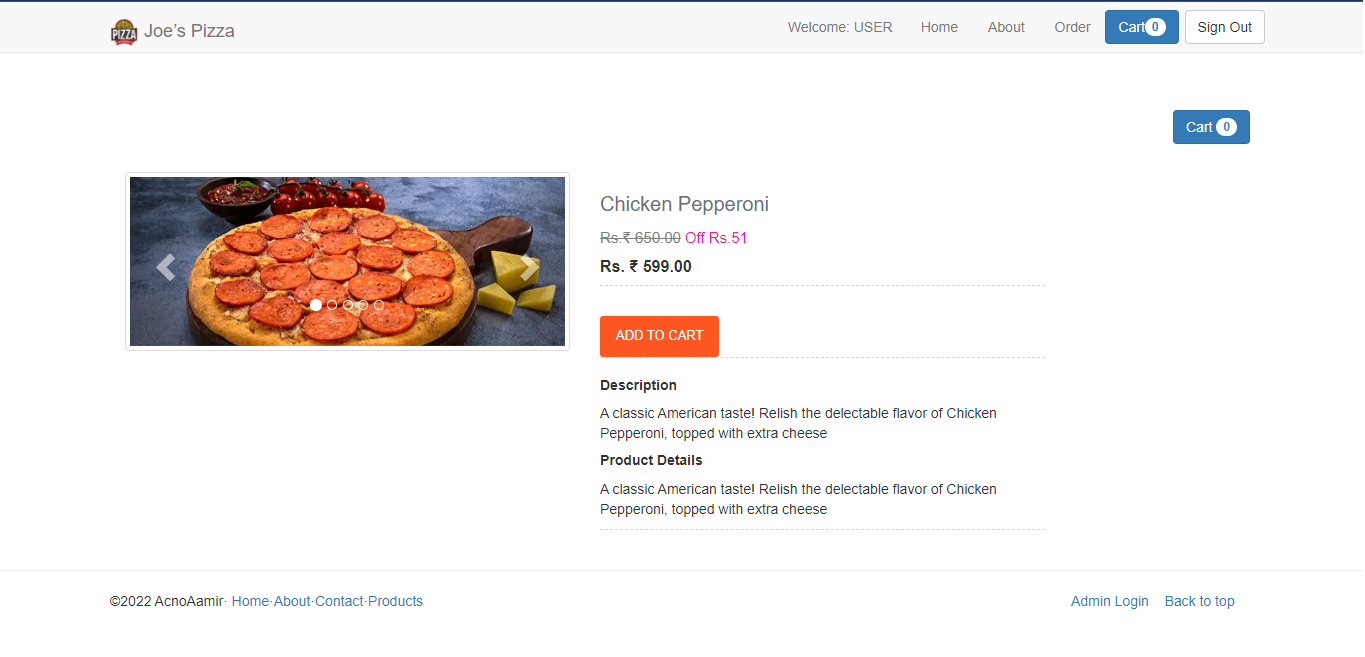 PIZZA Joe’s Pizza Welcome: USER Home About Order Cart 0 Sign Out
Cart 0
Chicken Pepperoni
Rs.₹ 650.00 Off Rs.51
Rs. ₹ 599.00
ADD TO CART
Description
A classic American taste! Relish the delectable flavor of Chicken
Pepperoni, topped with extra cheese
Product Details
A classic American taste! Relish the delectable flavor of Chicken
Pepperoni, topped with extra cheese
©2022 AcnoAamir· Home·About·Contact·Products Admin Login Back to top